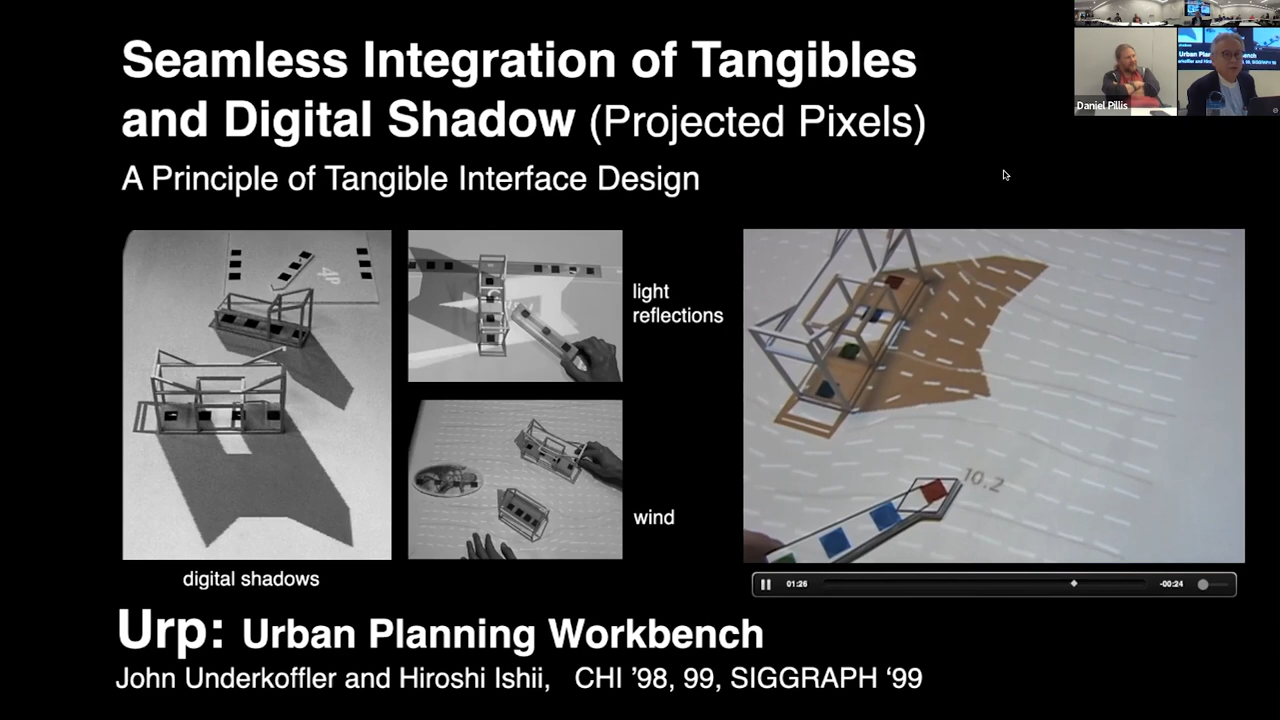 Seamless Integration of Tangibles
and Digital Shadow (Projected Pixels)
A Principle of Tangible Interface Design
Daniel Pillis
light
reflections
wind
digital shadows
4P
10.2
01:26
-00:24
Urp: Urban Planning Workbench
John Underkoffler and Hiroshi Ishii, CHI ’98, 99, SIGGRAPH ‘99